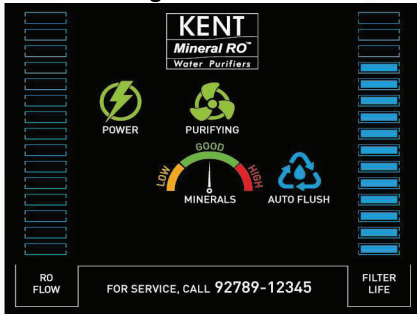 KENT
Mineral RO™
Water Purifiers
POWER
PURIFYING
LOW
GOOD
HIGH
MINERALS
AUTO FLUSH
RO
FLOW
FOR SERVICE, CALL 92789-12345
FILTER
LIFE